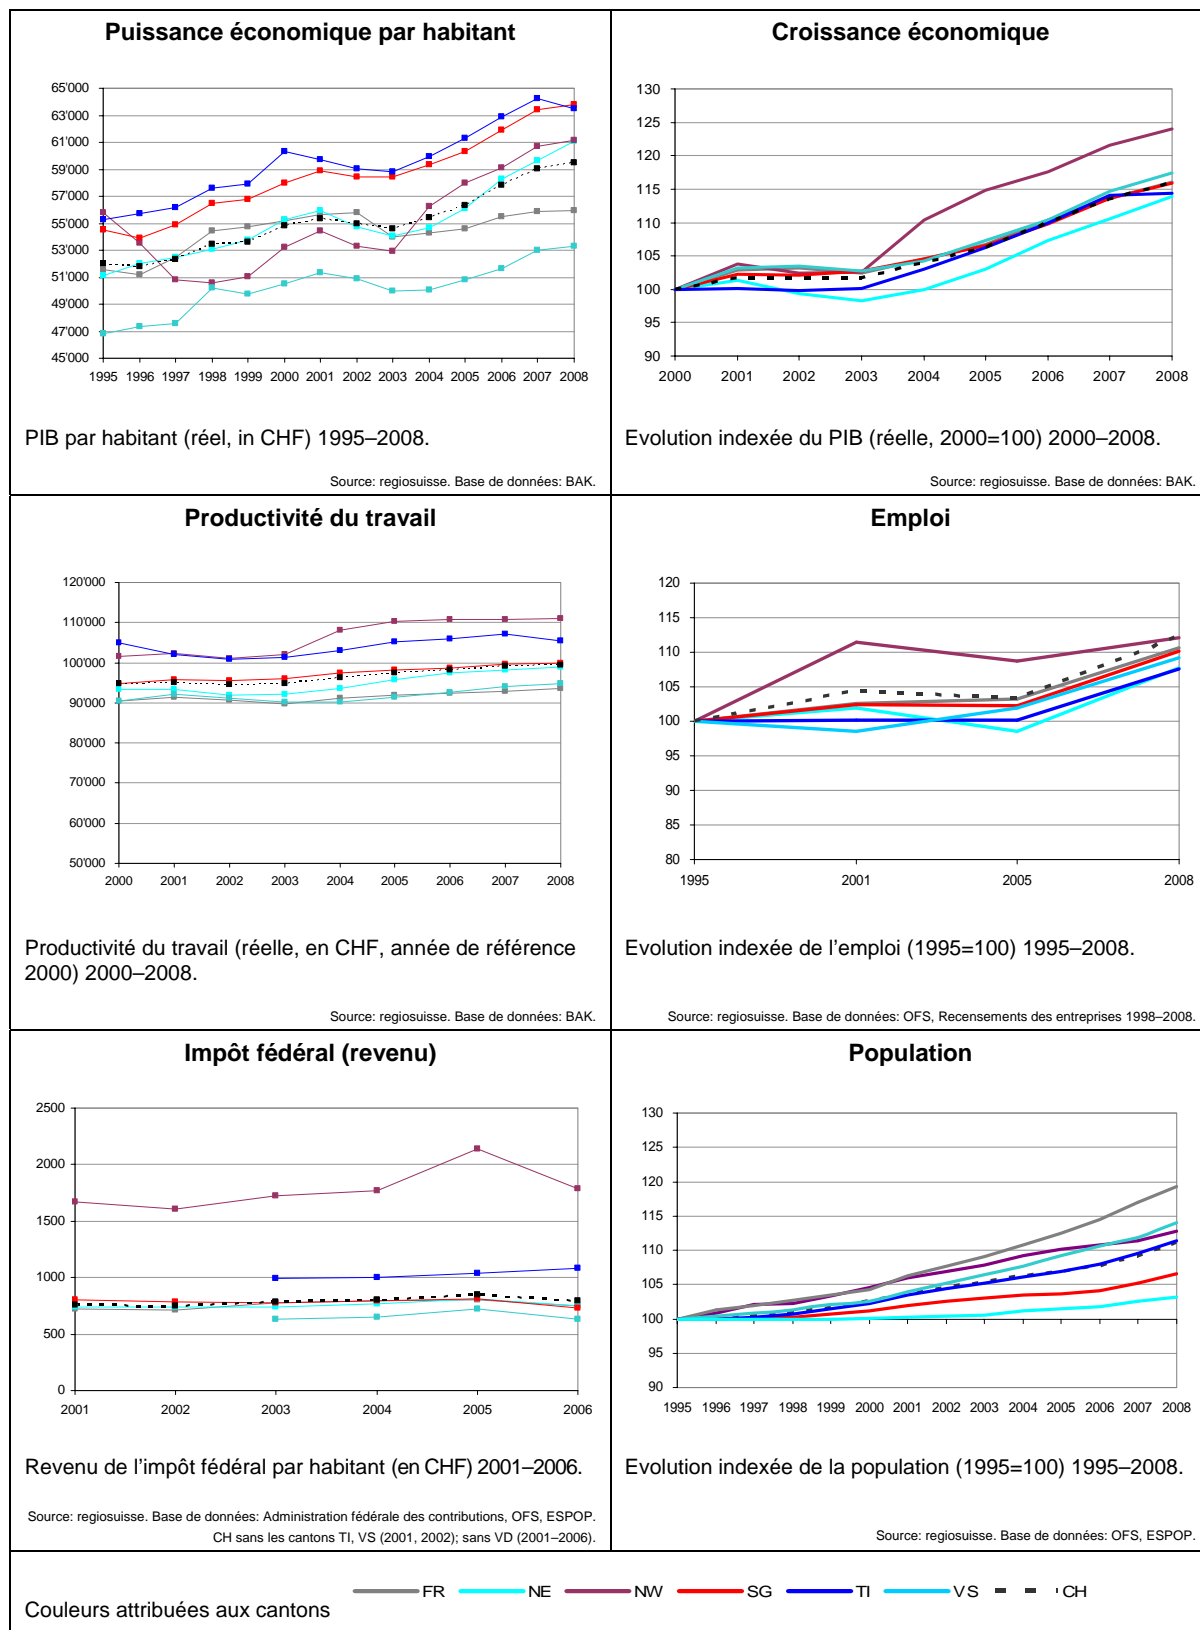 Puissance économique par habitant
65'000
63'000
61'000
59'000
57'000
55'000
53'000
51'000
49'000
47'000
45'000
1995 1996 1997 1998 1999 2000 2001 2002 2003 2004 2005 2006 2007 2008
PIB par habitant (réel, in CHF) 1995–2008.
Source: regiosuisse. Base de données: BAK.
Croissance économique
130
125
120
115
110
105
100
95
90
2000 2001 2002 2003 2004 2005 2006 2007 2008
Evolution indexée du PIB (réelle, 2000=100) 2000–2008.
Source: regiosuisse. Base de données: BAK.
Productivité du travail
120'000
110'000
100'000
90'000
80'000
70'000
60'000
50'000
2000 2001 2002 2003 2004 2005 2006 2007 2008
Productivité du travail (réelle, en CHF, année de référence
2000) 2000–2008.
Source: regiosuisse. Base de données: BAK.
Emploi
120
115
110
105
100
95
90
85
80
1995 2001 2005 2008
Evolution indexée de l'emploi (1995=100) 1995–2008.
Source: regiosuisse. Base de données: OFS, Recensements des entreprises 1998–2008.
Impôt fédéral (revenu)
2500
2000
1500
1000
500
0
2001 2002 2003 2004 2005 2006
Revenu de l'impôt fédéral par habitant (en CHF) 2001–2006.
Source: regiosuisse. Base de données: Administration fédérale des contributions, OFS, ESPOP.
CH sans les cantons TI, VS (2001, 2002); sans VD (2001–2006).
Population
130
125
120
115
110
105
100
95
90
1995 1996 1997 1998 1999 2000 2001 2002 2003 2004 2005 2006 2007 2008
Evolution indexée de la population (1995=100) 1995–2008.
Source: regiosuisse. Base de données: OFS, ESPOP.
Couleurs attribuées aux cantons
FR NE NW SG TI VS CH